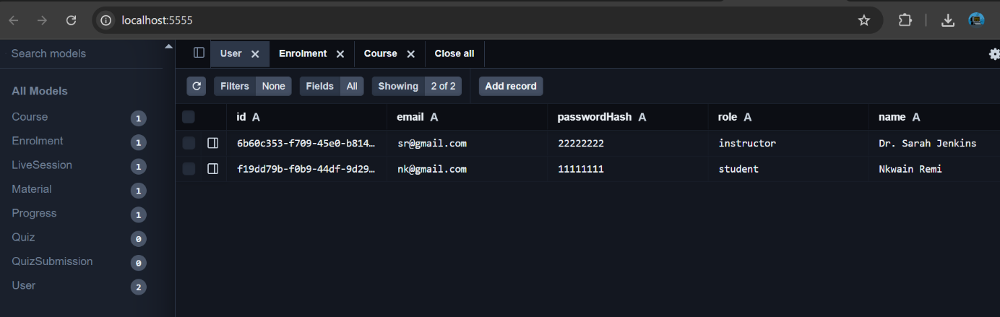 localhost:5555
Search models
All Models
Course 1
Enrolment 1
LiveSession 1
Material 1
Progress 1
Quiz 0
QuizSubmission 0
User 2
User Enrolment Course Close all
Filters None Fields All Showing 2 of 2 Add record
id A email A passwordHash A role A name A
6b60c353-f709-45e0-b814… sr@gmail.com 22222222 instructor Dr. Sarah Jenkins
f19dd79b-f0b9-44df-9d29… nk@gmail.com 11111111 student Nkwain Remi